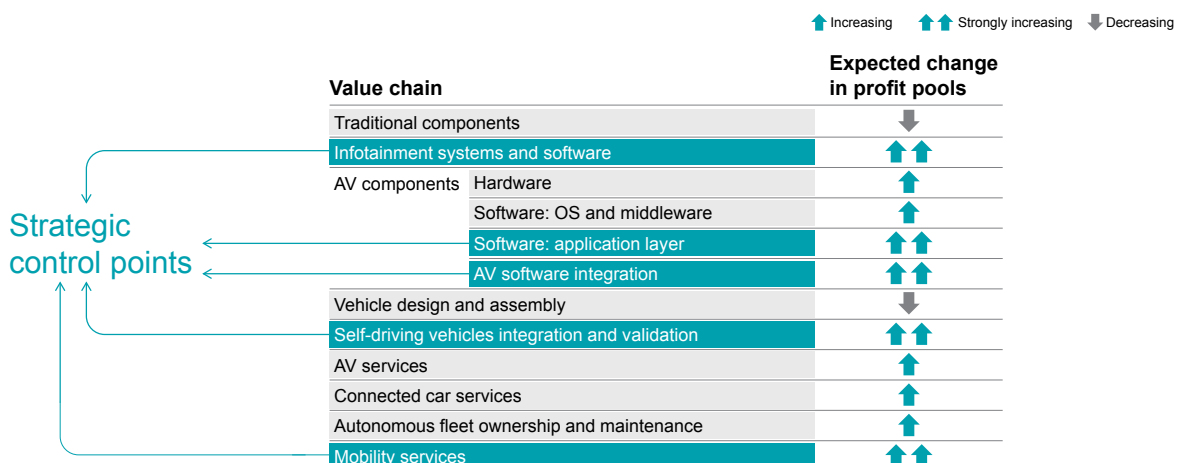 Increasing Strongly increasing Decreasing
Value chain
Expected change
in profit pools
Traditional components
Infotainment systems and software
AV components Hardware
Software: OS and middleware
Software: application layer
AV software integration
Strategic
control points
Vehicle design and assembly
Self-driving vehicles integration and validation
AV services
Connected car services
Autonomous fleet ownership and maintenance
Mobility services